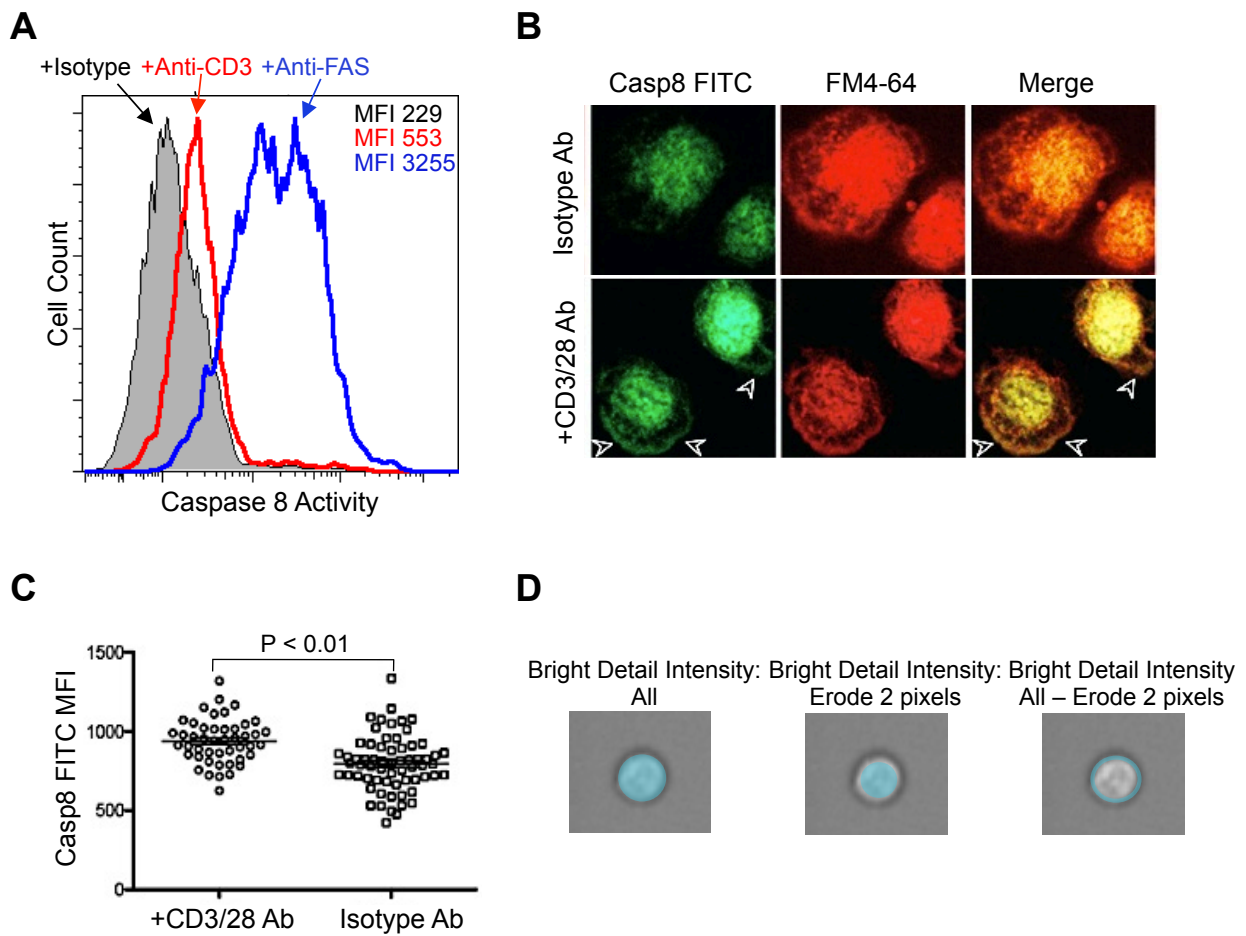 A
+Isotype +Anti-CD3 +Anti-FAS
MFI 229
MFI 553
MFI 3255
Cell Count
Caspase 8 Activity
B
Casp8 FITC FM4-64 Merge
Isotype Ab
+CD3/28 Ab
C
P < 0.01
1500
1000
500
0
Casp8 FITC MFI
+CD3/28 Ab Isotype Ab
D
Bright Detail Intensity: Bright Detail Intensity: Bright Detail Intensity
All Erode 2 pixels All – Erode 2 pixels